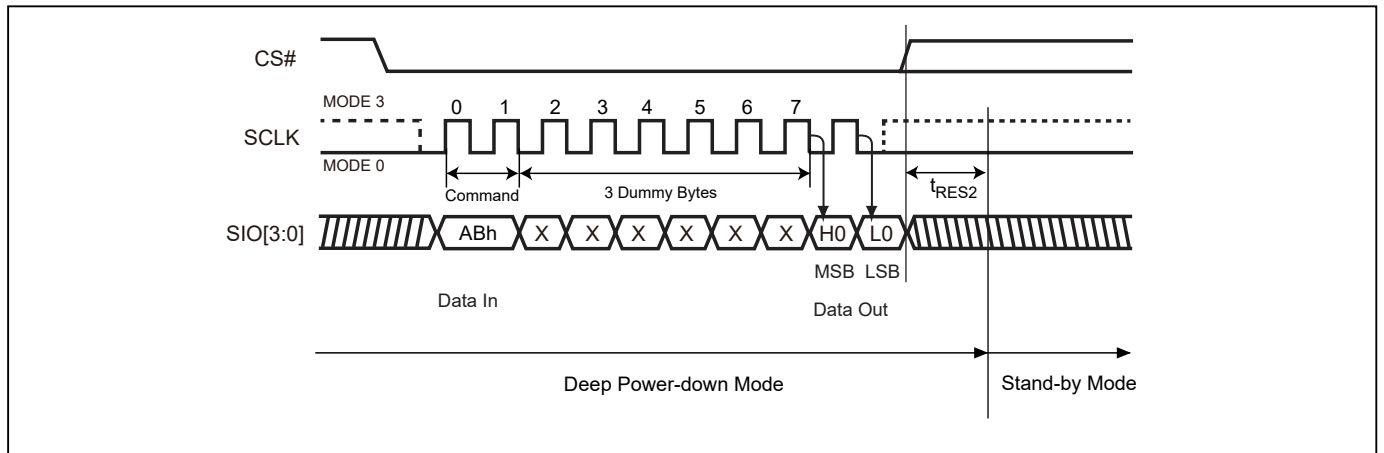 CS#
MODE 3
0 1 2 3 4 5 6 7
SCLK
MODE 0
Command
3 Dummy Bytes
tRES2
SIO[3:0]
ABh X X X X X X H0 L0
MSB LSB
Data In
Data Out
Deep Power-down Mode
Stand-by Mode